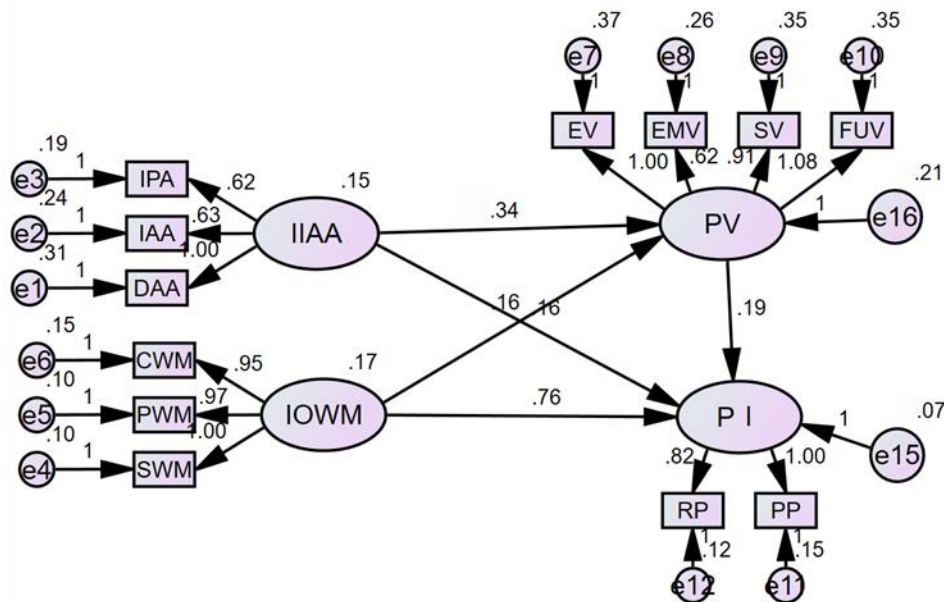 .37 .26 .35 .35
e7 e8 e9 e10
1 1 1 1
EV EMV SV FUV
1.00 .62 .91 1.08
.19
e3 1 IPA .62
.24
e2 1 IAA .63
.31
e1 1 DAA 1.00
IIAA .15
.34
PV
1 e16 .21
.16 .16
.19
.15
e6 1 CWM .95
.10
e5 1 PWM .97
.10
e4 1 SWM 1.00
IOWM .17
.76
P I
1 e15 .07
.82 1.00
RP PP
1 1
.12 .15
e12 e11